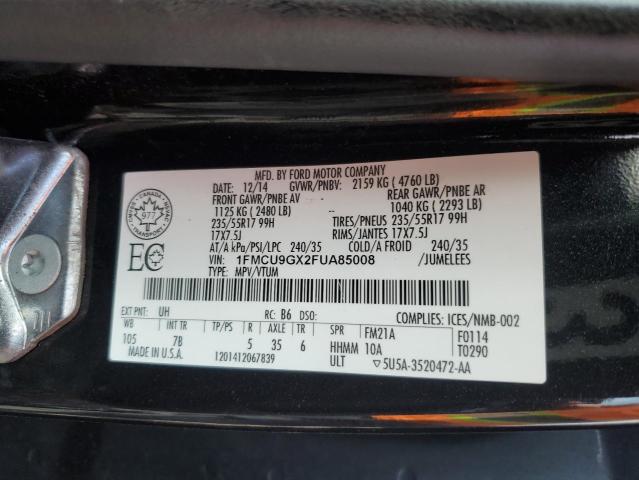 MFD. BY FORD MOTOR COMPANY
DATE: 12/14 GVWR/PNBV: 2159 KG ( 4760 LB)
FRONT GAWR/PNBE AV REAR GAWR/PNBE AR
1125 KG ( 2480 LB) 1040 KG ( 2293 LB)
235/55R17 99H TIRES/PNEUS 235/55R17 99H
17X7.5J RIMS/JANTES 17X7.5J
AT/A kPa/PSI/LPC 240/35 COLD/A FROID 240/35
VIN: 1FMCU9GX2FUA85008 /JUMELEES
TYPE: MPV/VTUM
CANADA
977
TRANSPORT
EC
EXT PNT: UH RC: B6 DSO: COMPLIES: ICES/NMB-002
WB INT TR TP/PS R AXLE TR SPR FM21A F0114
105 7B 5 35 6 HHMM 10A T0290
MADE IN U.S.A. 1201412067839 ULT ▽5U5A-3520472-AA